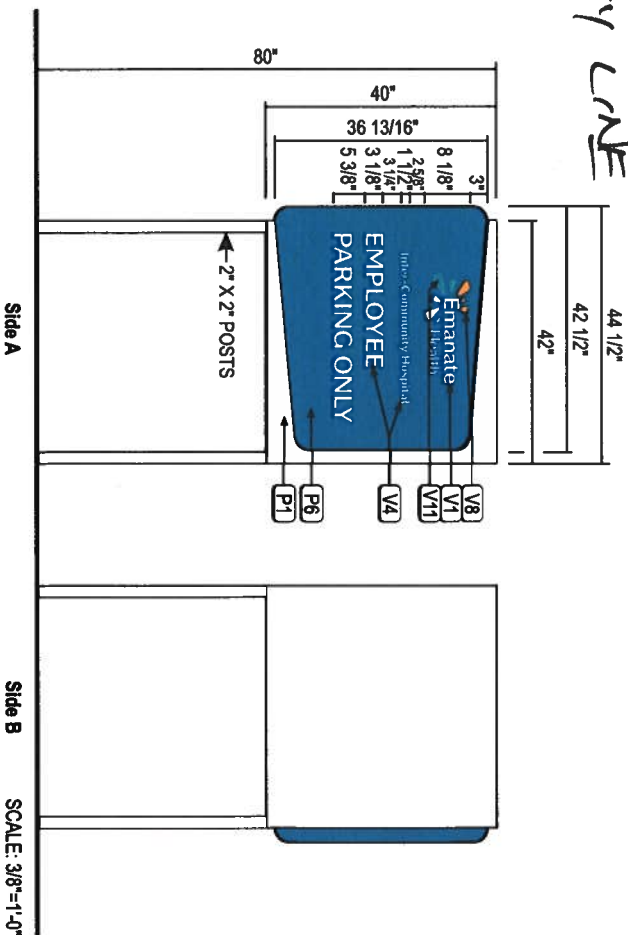 Y LINE
44 1/2"
42 1/2"
42"
80"
40"
36 13/16"
3"
8 1/8"
2 5/8"
1 1/2"
3 1/4"
3 1/8"
5 3/8"
Emanate
Health
Inter-Community Hospital
EMPLOYEE
PARKING ONLY
V8
V1
V11
V4
P6
P1
2" X 2" POSTS
Side A
Side B
SCALE: 3/8"=1'-0"